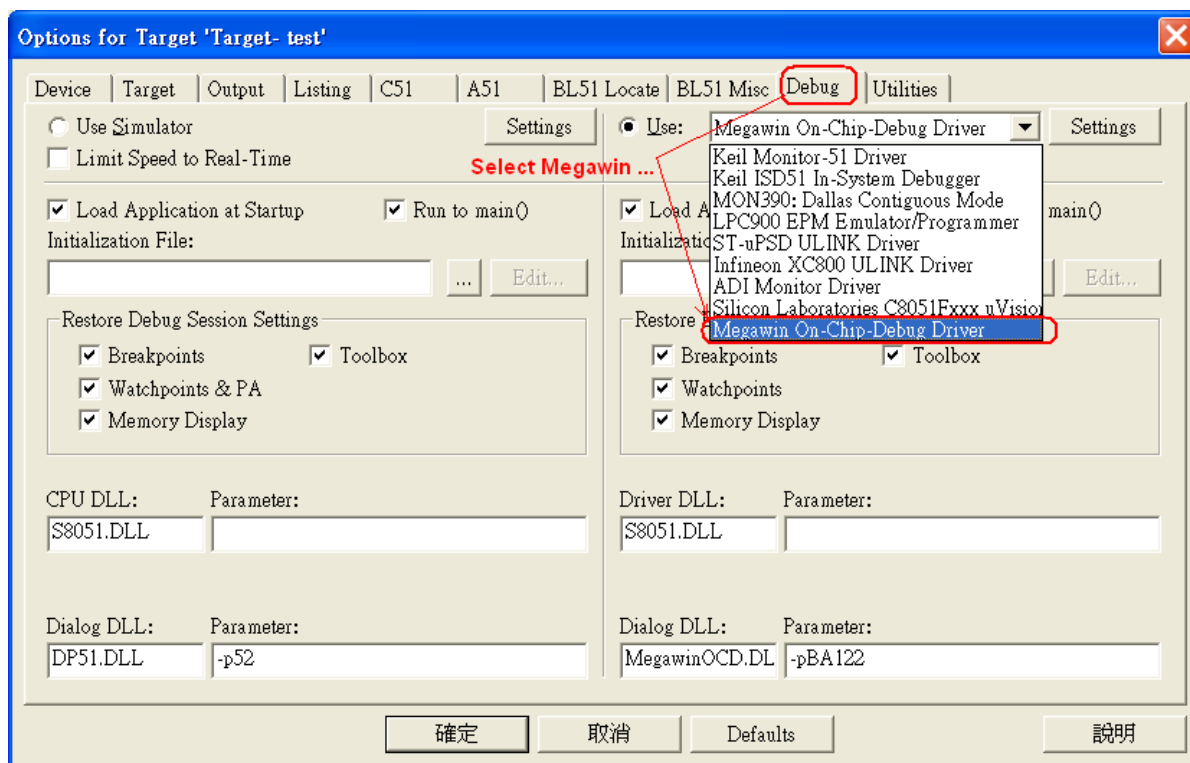 Options for Target 'Target- test'
Device Target Output Listing C51 A51 BL51 Locate BL51 Misc Debug Utilities
Use Simulator Settings
Limit Speed to Real-Time
Use: Megawin On-Chip-Debug Driver Settings
Select Megawin ...
Keil Monitor-51 Driver
Keil ISD51 In-System Debugger
MON390: Dallas Contiguous Mode
LPC900 EPM Emulator/Programmer
ST-uPSD ULINK Driver
Infineon XC800 ULINK Driver
ADI Monitor Driver
Silicon Laboratories C8051Fxxx uVision
Megawin On-Chip-Debug Driver
Load Application at Startup Run to main()
Initialization File:
... Edit...
Load A main()
Initializatio
Edit...
Restore Debug Session Settings
Breakpoints Toolbox
Watchpoints & PA
Memory Display
Restore
Breakpoints Toolbox
Watchpoints
Memory Display
CPU DLL: Parameter:
S8051.DLL
Driver DLL: Parameter:
S8051.DLL
Dialog DLL: Parameter:
DP51.DLL -p52
Dialog DLL: Parameter:
MegawinOCD.DL -pBA122
確定 取消 Defaults 說明